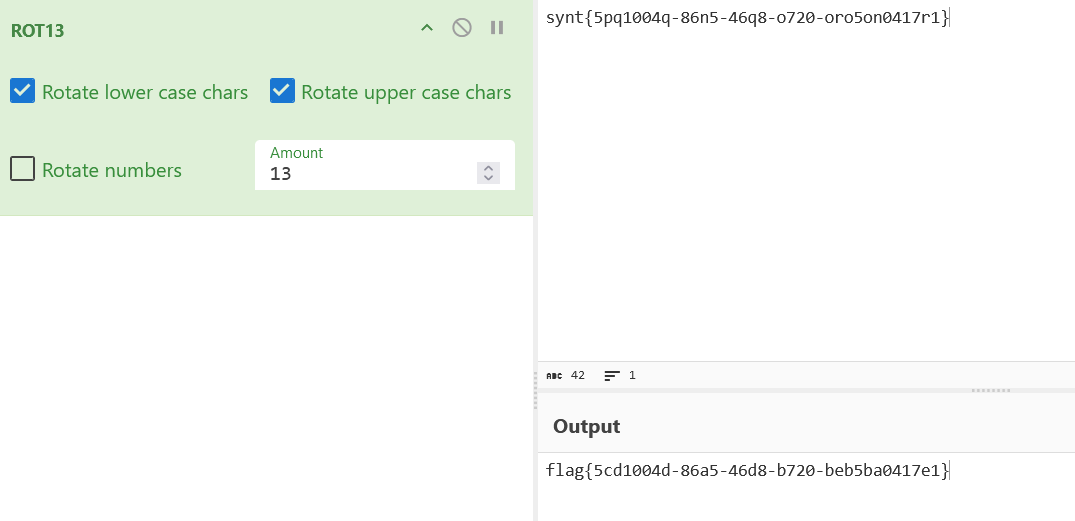 ROT13
Rotate lower case chars
Rotate upper case chars
Rotate numbers
Amount
13
synt{5pq1004q-86n5-46q8-o720-oro5on0417r1}
ABC 42 1
Output
flag{5cd1004d-86a5-46d8-b720-beb5ba0417e1}